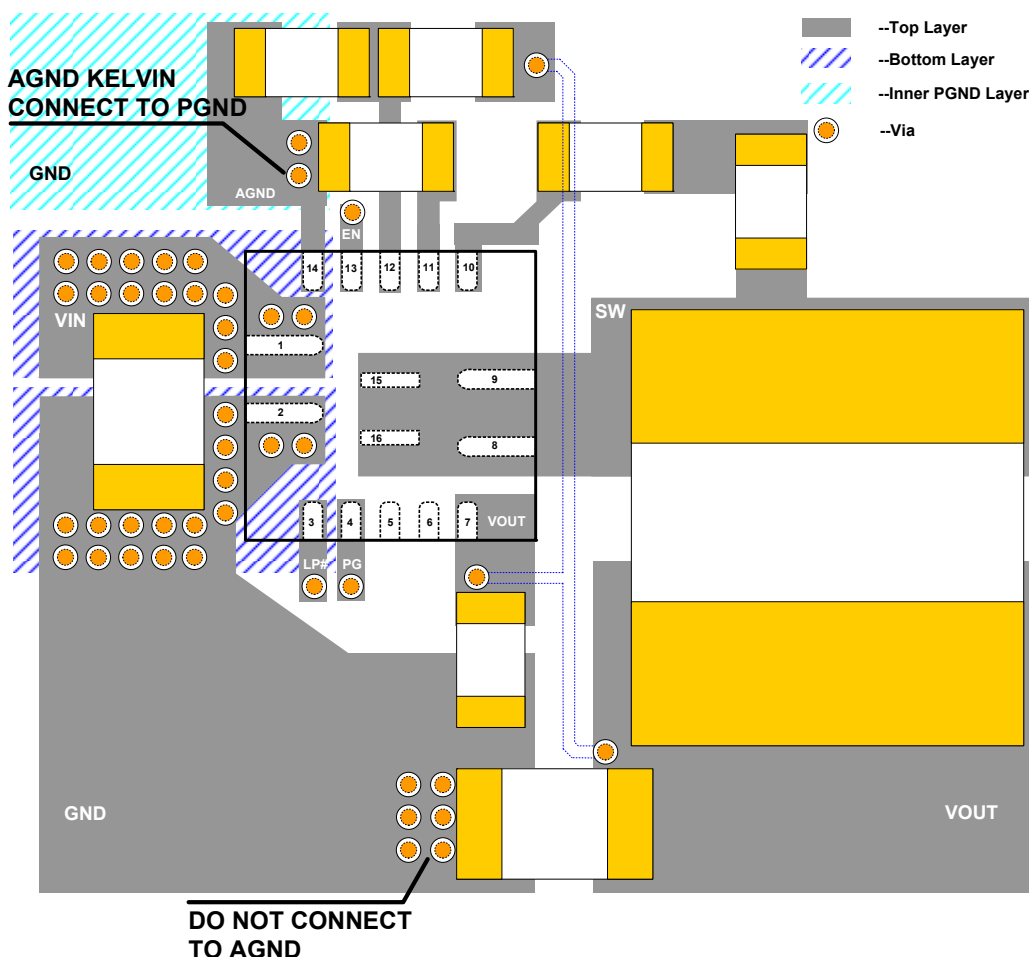 --Top Layer
--Bottom Layer
--Inner PGND Layer
--Via
AGND KELVIN
CONNECT TO PGND
GND
AGND
EN
14
13
12
11
10
VIN
SW
1
15
9
2
16
8
3
4
5
6
7
VOUT
LP#
PG
GND
VOUT
DO NOT CONNECT
TO AGND